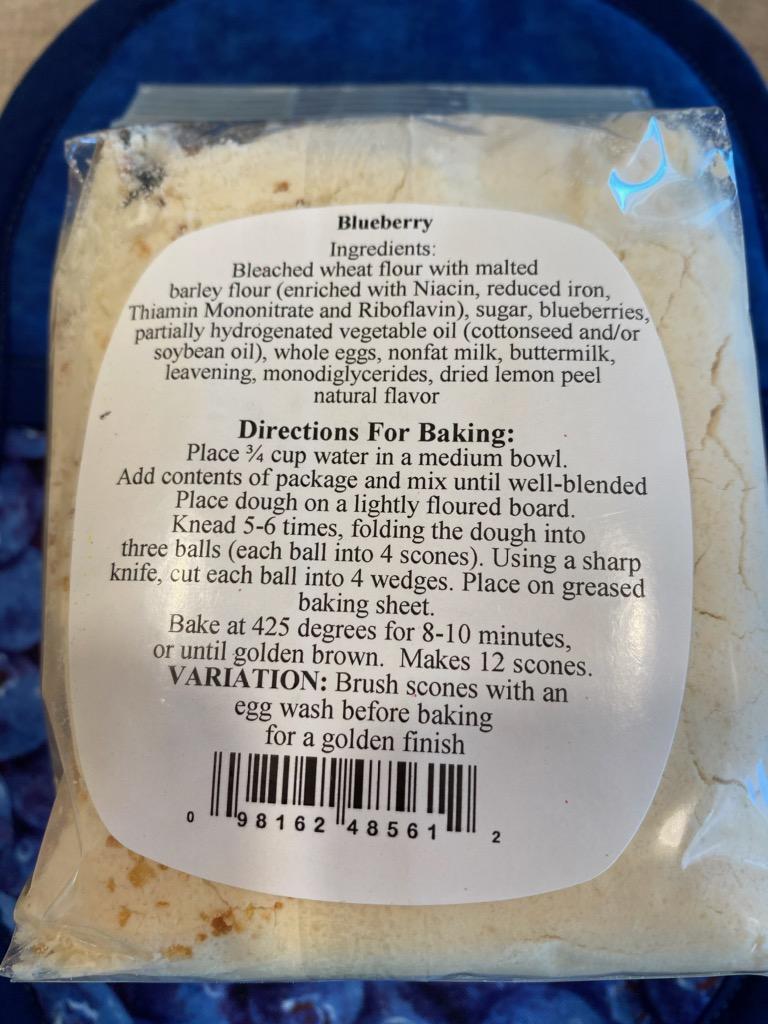 Blueberry
Ingredients:
Bleached wheat flour with malted
barley flour (enriched with Niacin, reduced iron,
Thiamin Mononitrate and Riboflavin), sugar, blueberries,
partially hydrogenated vegetable oil (cottonseed and/or
soybean oil), whole eggs, nonfat milk, buttermilk,
leavening, monodiglycerides, dried lemon peel
natural flavor
Directions For Baking:
Place ¾ cup water in a medium bowl.
Add contents of package and mix until well-blended
Place dough on a lightly floured board.
Knead 5-6 times, folding the dough into
three balls (each ball into 4 scones). Using a sharp
knife, cut each ball into 4 wedges. Place on greased
baking sheet.
Bake at 425 degrees for 8-10 minutes,
or until golden brown. Makes 12 scones.
VARIATION: Brush scones with an
egg wash before baking
for a golden finish
0 98162 48561 2